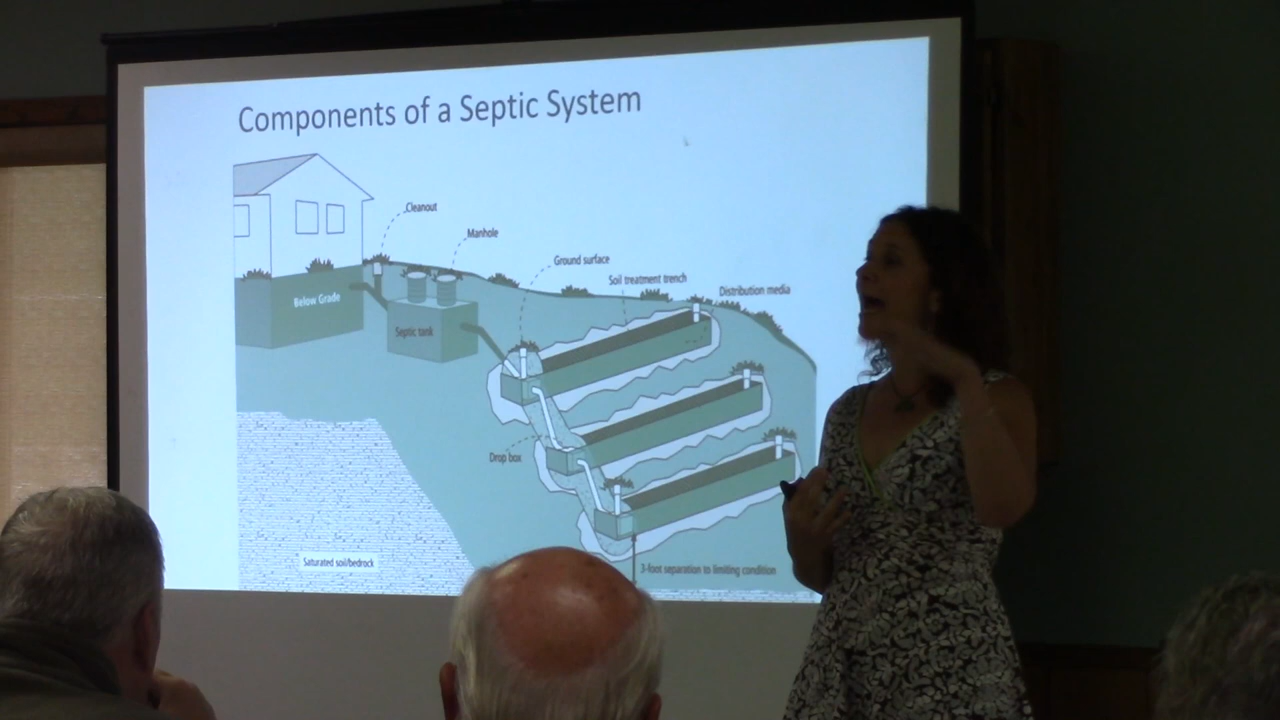 Components of a Septic System
Cleanout
Manhole
Ground surface
Soil treatment trench
Distribution media
Below Grade
Septic tank
Drop box
Saturated soil/bedrock
3-foot separation to limiting condition